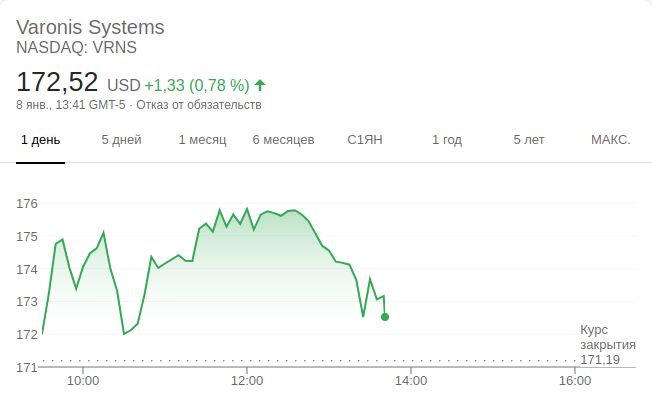 Varonis Systems
NASDAQ: VRNS
172,52 USD +1,33 (0,78 %)
8 янв., 13:41 GMT-5 · Отказ от обязательств
1 день 5 дней 1 месяц 6 месяцев С1ЯН 1 год 5 лет МАКС.
176
175
174
173
172
Курс
закрытия
171,19
171
10:00 12:00 14:00 16:00